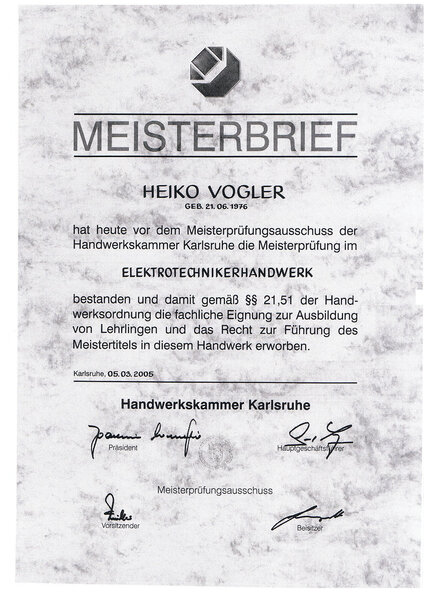 MEISTERBRIEF
HEIKO VOGLER
GEB. 21. 06. 1976
hat heute vor dem Meisterprüfungsausschuss der
Handwerkskammer Karlsruhe die Meisterprüfung im
ELEKTROTECHNIKERHANDWERK
bestanden und damit gemäß §§ 21,51 der Hand-
werksordnung die fachliche Eignung zur Ausbildung
von Lehrlingen und das Recht zur Führung des
Meistertitels in diesem Handwerk erworben.
Karlsruhe, 05.03.2005
Handwerkskammer Karlsruhe
Präsident
Hauptgeschäftsführer
Meisterprüfungsausschuss
Vorsitzender
Beisitzer